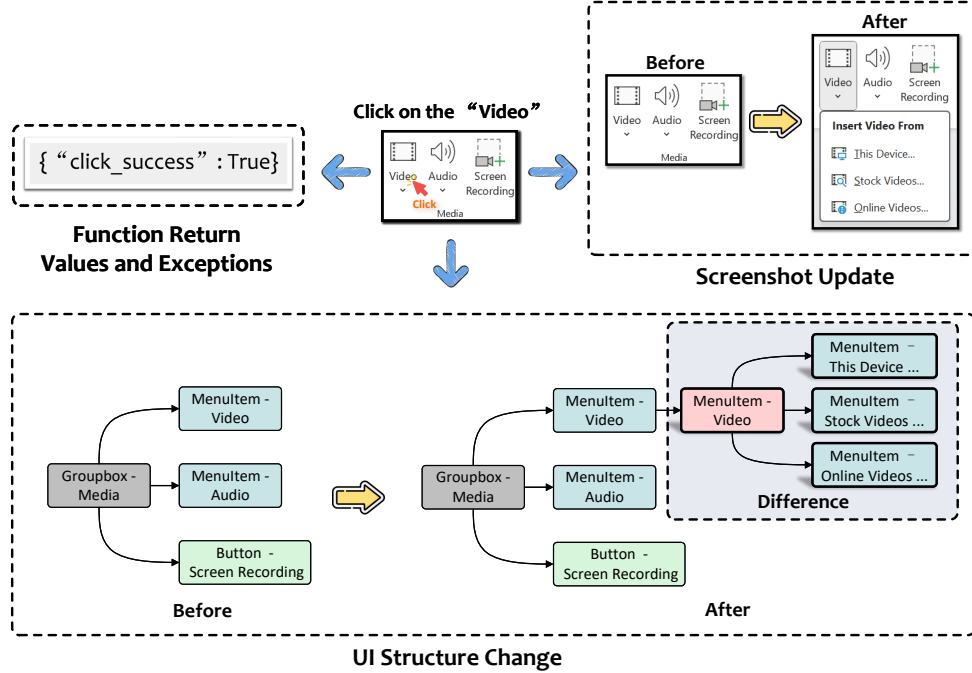 After
Before
Video
Audio
Screen
Recording
Insert Video From
This Device...
Stock Videos...
Online Videos...
Video
Audio
Screen
Recording
Media
Screenshot Update
Click on the “Video”
Video
Audio
Screen
Recording
Click
Media
{ “click_success” : True}
Function Return
Values and Exceptions
MenuItem -
Video
Groupbox -
Media
MenuItem -
Audio
Button -
Screen Recording
Before
MenuItem -
Video
Groupbox -
Media
MenuItem -
Audio
Button -
Screen Recording
MenuItem -
Video
MenuItem –
This Device ...
MenuItem –
Stock Videos ...
MenuItem –
Online Videos ...
Difference
After
UI Structure Change